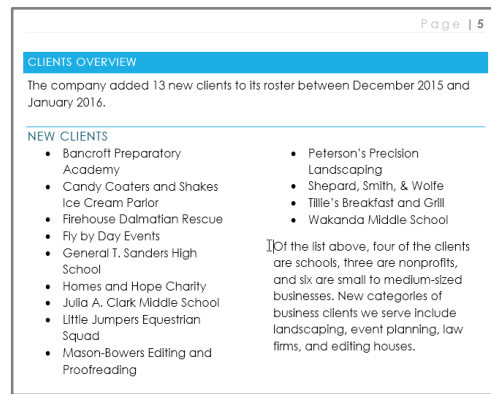 Page | 5
CLIENTS OVERVIEW
The company added 13 new clients to its roster between December 2015 and
January 2016.
NEW CLIENTS
• Bancroft Preparatory
Academy
• Candy Coaters and Shakes
Ice Cream Parlor
• Firehouse Dalmatian Rescue
• Fly by Day Events
• General T. Sanders High
School
• Homes and Hope Charity
• Julia A. Clark Middle School
• Little Jumpers Equestrian
Squad
• Mason-Bowers Editing and
Proofreading
• Peterson's Precision
Landscaping
• Shepard, Smith, & Wolfe
• Tillie's Breakfast and Grill
• Wakanda Middle School
Of the list above, four of the clients
are schools, three are nonprofits,
and six are small to medium-sized
businesses. New categories of
business clients we serve include
landscaping, event planning, law
firms, and editing houses.